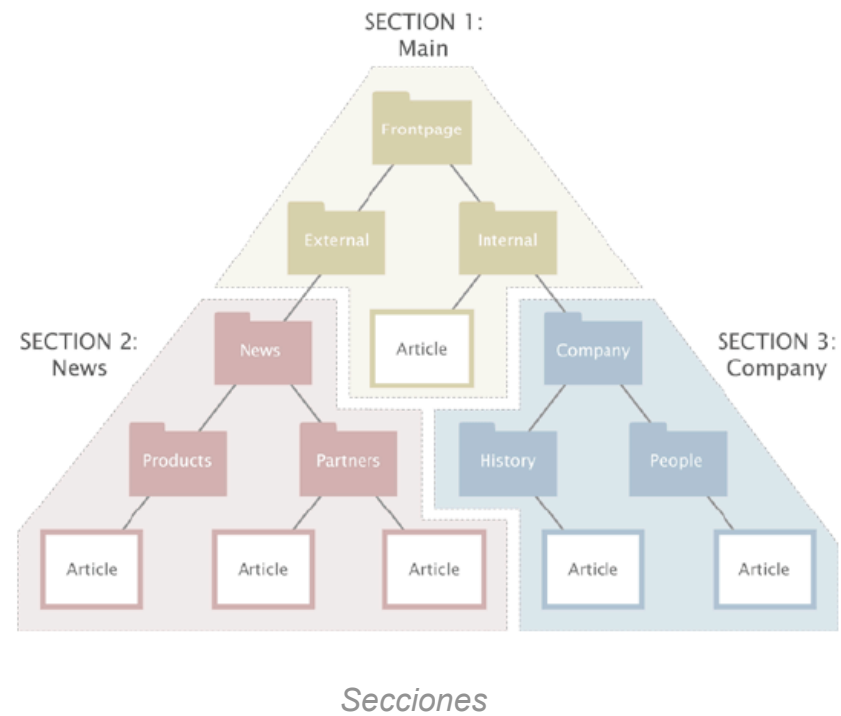 SECTION 1:
Main
Frontpage
External
Internal
SECTION 2:
News
News
Article
Company
SECTION 3:
Company
Products
Partners
History
People
Article
Article
Article
Article
Article
Secciones